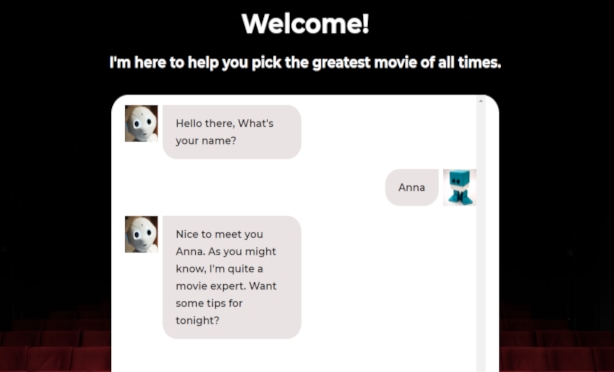 Welcome!
I'm here to help you pick the greatest movie of all times.
Hello there, What's
your name?
Anna
Nice to meet you
Anna. As you might
know, I'm quite a
movie expert. Want
some tips for
tonight?